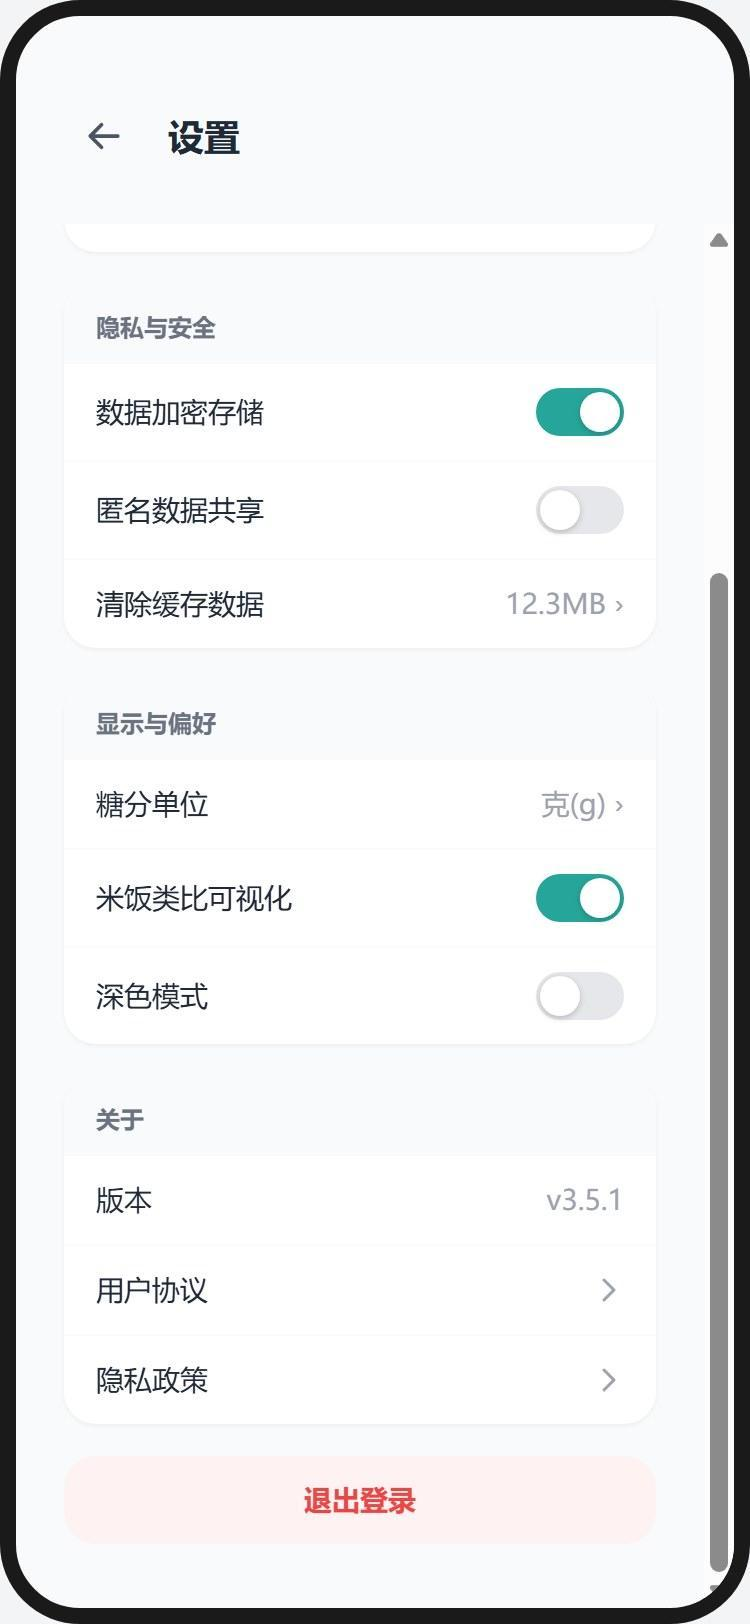 设置
隐私与安全
数据加密存储
匿名数据共享
清除缓存数据 12.3MB ›
显示与偏好
糖分单位 克(g) ›
米饭类比可视化
深色模式
关于
版本 v3.5.1
用户协议
隐私政策
退出登录